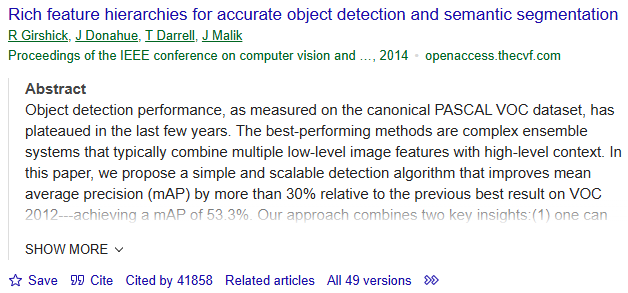 Rich feature hierarchies for accurate object detection and semantic segmentation
R Girshick, J Donahue, T Darrell, J Malik
Proceedings of the IEEE conference on computer vision and …, 2014 • openaccess.thecvf.com
Abstract
Object detection performance, as measured on the canonical PASCAL VOC dataset, has
plateaued in the last few years. The best-performing methods are complex ensemble
systems that typically combine multiple low-level image features with high-level context. In
this paper, we propose a simple and scalable detection algorithm that improves mean
average precision (mAP) by more than 30% relative to the previous best result on VOC
2012---achieving a mAP of 53.3%. Our approach combines two key insights:(1) one can
SHOW MORE
Save Cite Cited by 41858 Related articles All 49 versions